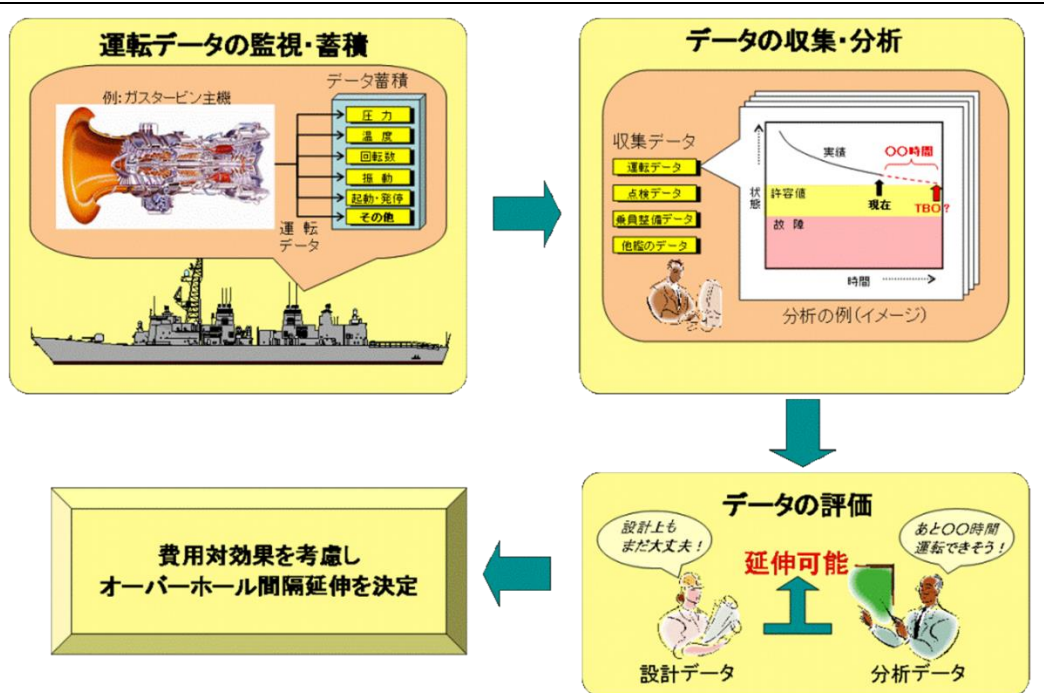 運転データの監視・蓄積
データ蓄積
例:ガスタービン主機
圧 力
温 度
回転数
振 動
起動・発停
その他
運 転
データ
データの収集・分析
収集データ
運転データ
点検データ
乗員整備データ
他艦のデータ
状態
実績
〇〇時間
許容値
現在
TBO?
故 障
時間
分析の例(イメージ)
データの評価
設計上も
まだ大丈夫!
あと〇〇時間
運転できそう!
延伸可能
設計データ
分析データ
費用対効果を考慮し
オーバーホール間隔延伸を決定